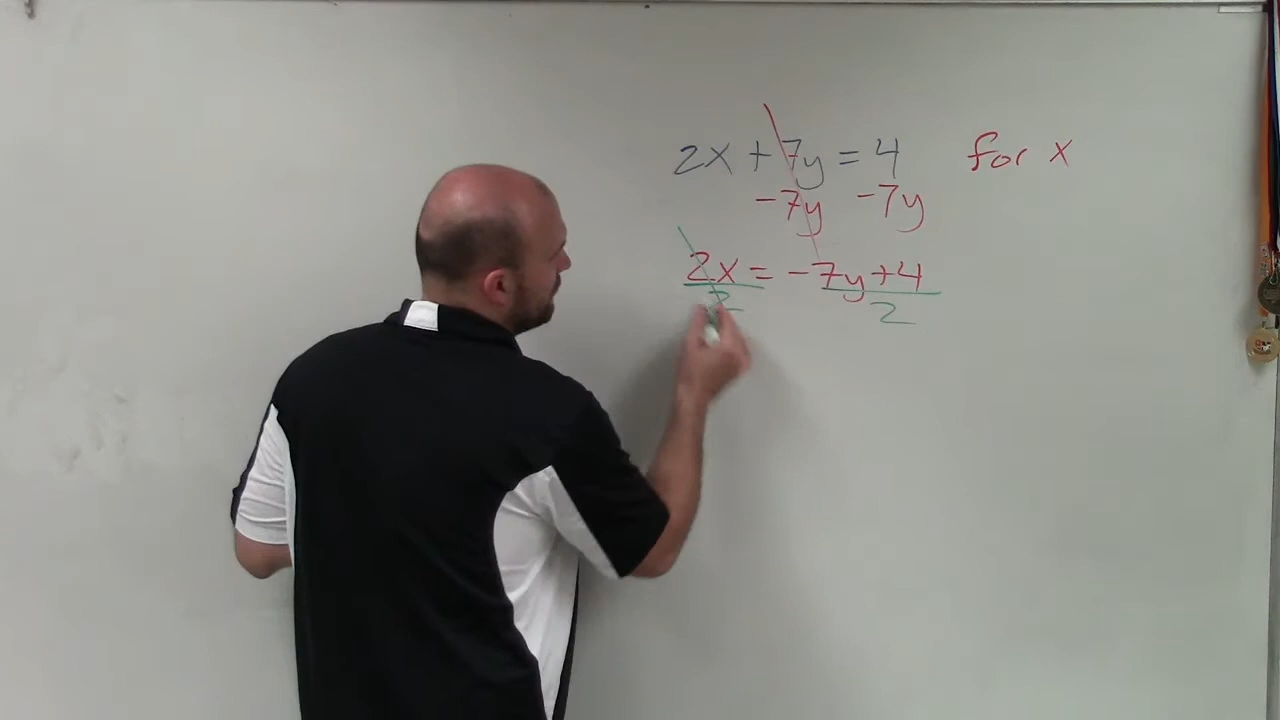 2x + 7y = 4 for x
-7y -7y
2x = -7y+4
2 2